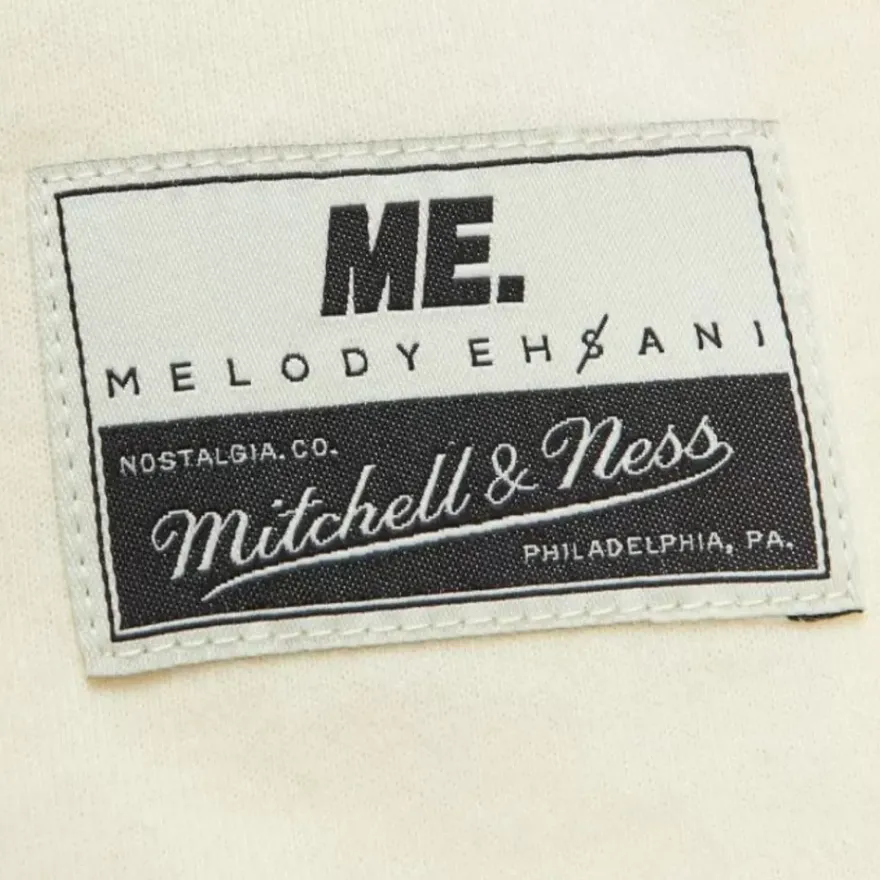 ME.
MELODY EHSANI
NOSTALGIA.CO.
Mitchell & Ness
PHILADELPHIA, PA.